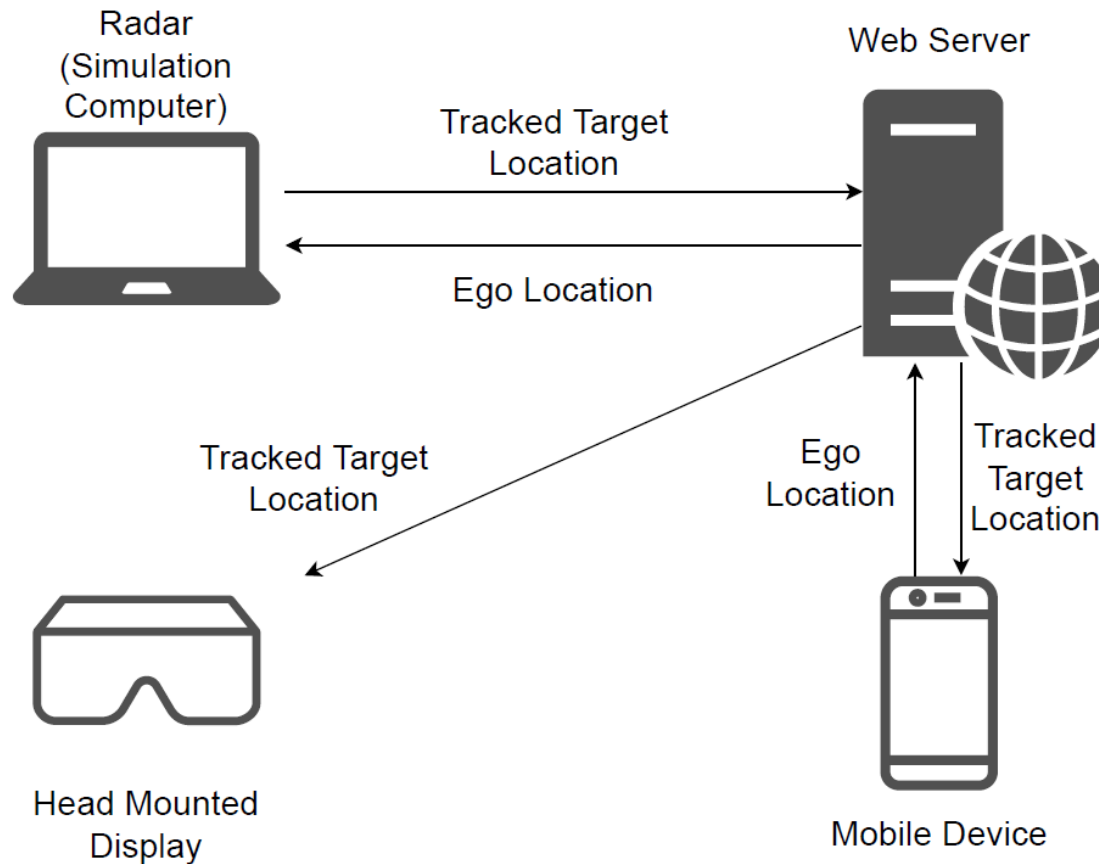 Radar
(Simulation
Computer)
Web Server
Tracked Target
Location
Ego Location
Tracked Target
Location
Ego
Location
Tracked
Target
Location
Head Mounted
Display
Mobile Device